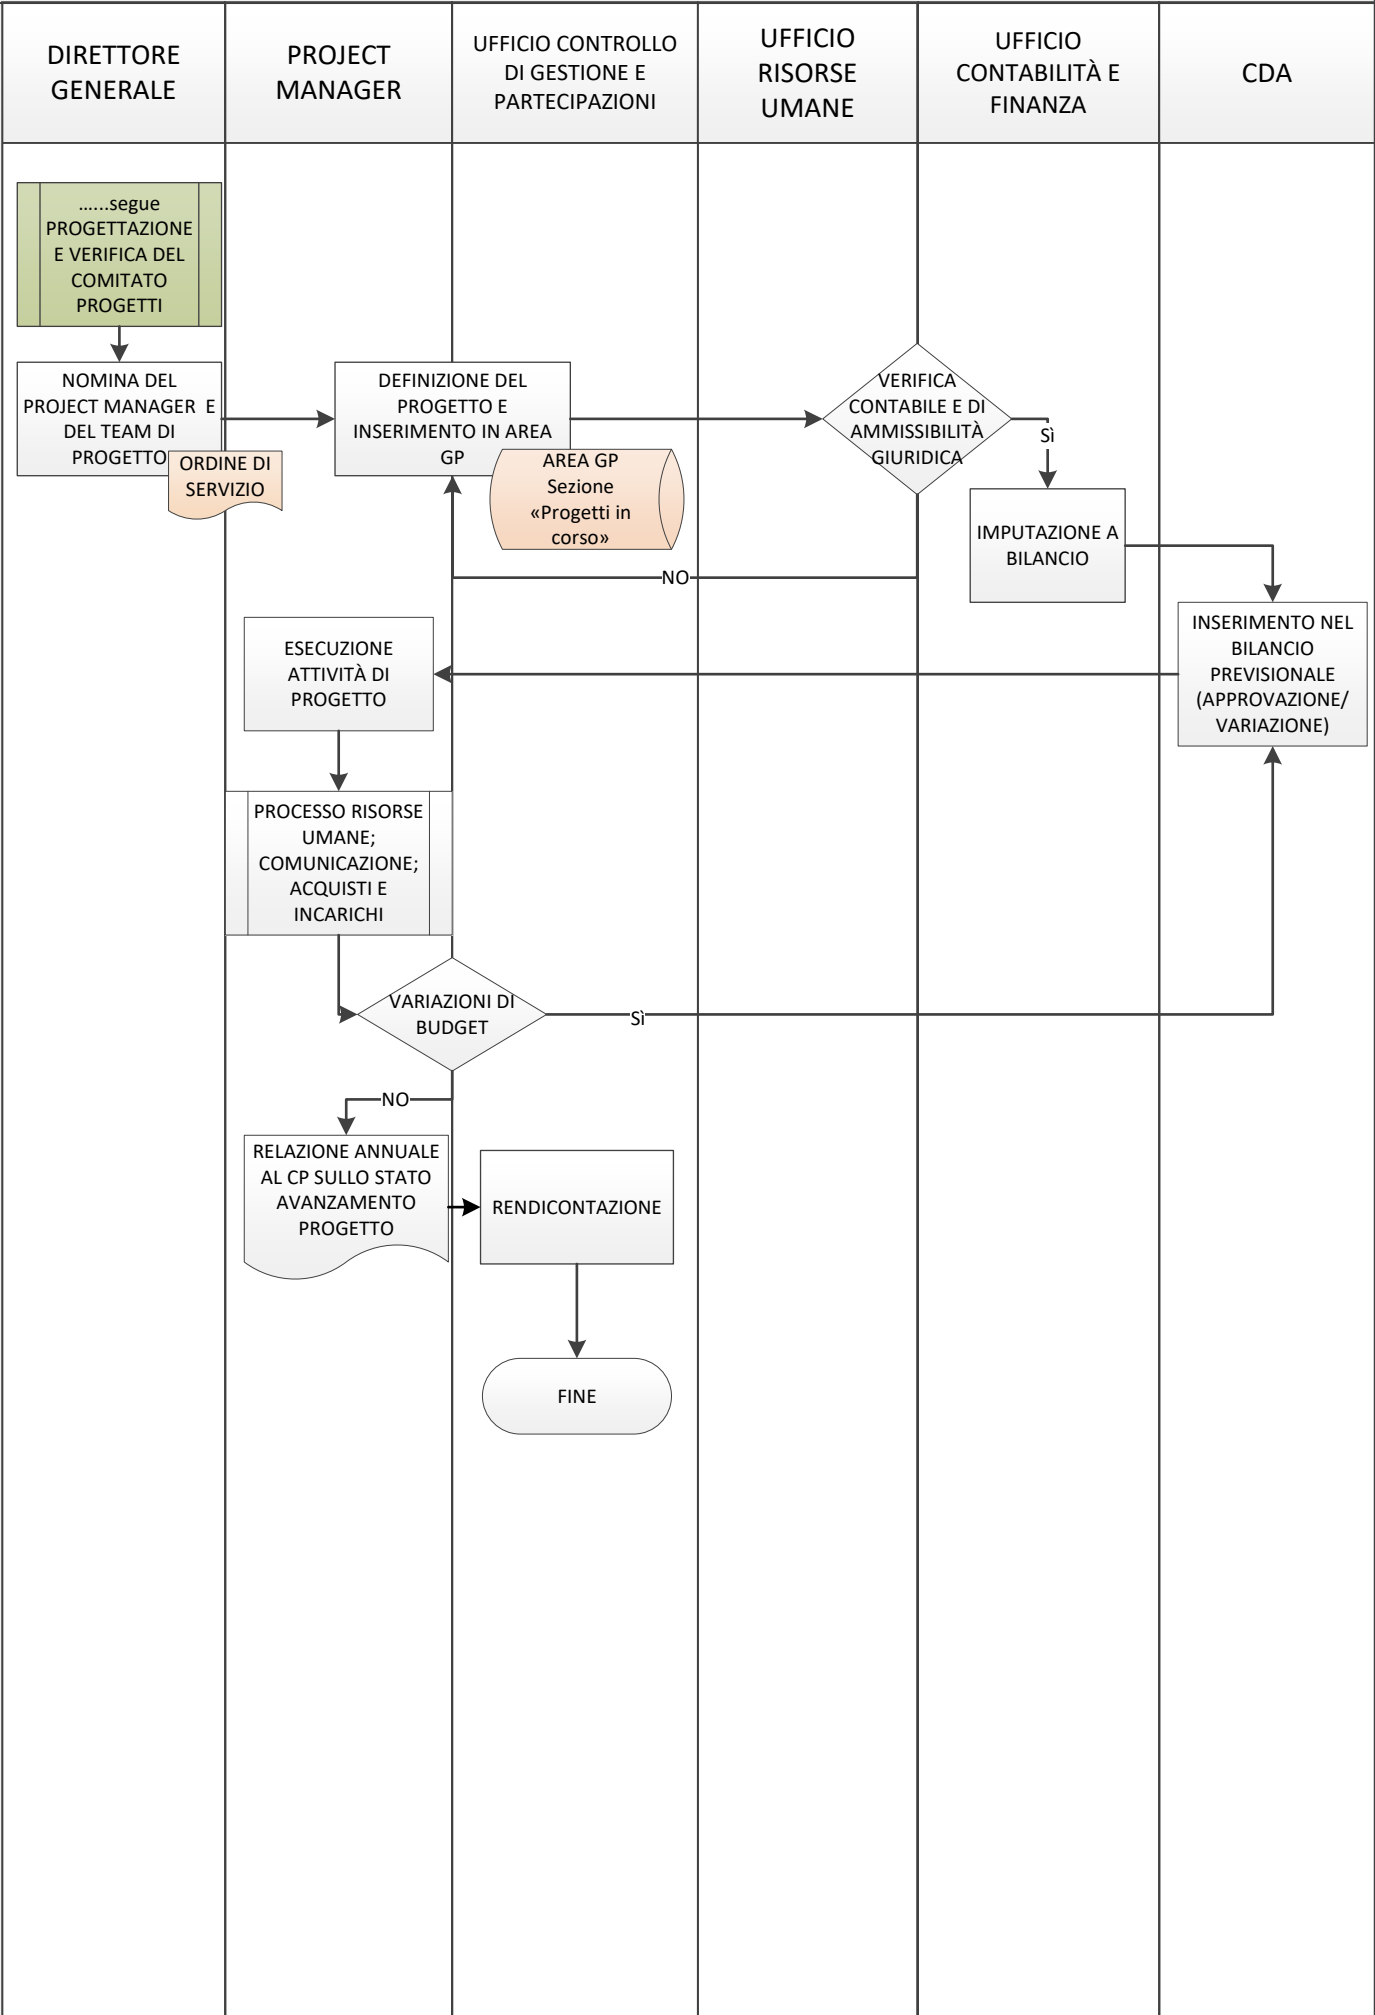 DIRETTORE
GENERALE
PROJECT
MANAGER
UFFICIO CONTROLLO
DI GESTIONE E
PARTECIPAZIONI
UFFICIO
RISORSE
UMANE
UFFICIO
CONTABILITÀ E
FINANZA
CDA
…...segue
PROGETTAZIONE
E VERIFICA DEL
COMITATO
PROGETTI
NOMINA DEL
PROJECT MANAGER E
DEL TEAM DI
PROGETTO
ORDINE DI
SERVIZIO
DEFINIZIONE DEL
PROGETTO E
INSERIMENTO IN AREA
GP
AREA GP
Sezione
«Progetti in
corso»
VERIFICA
CONTABILE E DI
AMMISSIBILITÀ
GIURIDICA
Sì
IMPUTAZIONE A
BILANCIO
NO
INSERIMENTO NEL
BILANCIO
PREVISIONALE
(APPROVAZIONE/
VARIAZIONE)
ESECUZIONE
ATTIVITÀ DI
PROGETTO
PROCESSO RISORSE
UMANE;
COMUNICAZIONE;
ACQUISTI E
INCARICHI
VARIAZIONI DI
BUDGET
Sì
NO
RELAZIONE ANNUALE
AL CP SULLO STATO
AVANZAMENTO
PROGETTO
RENDICONTAZIONE
FINE